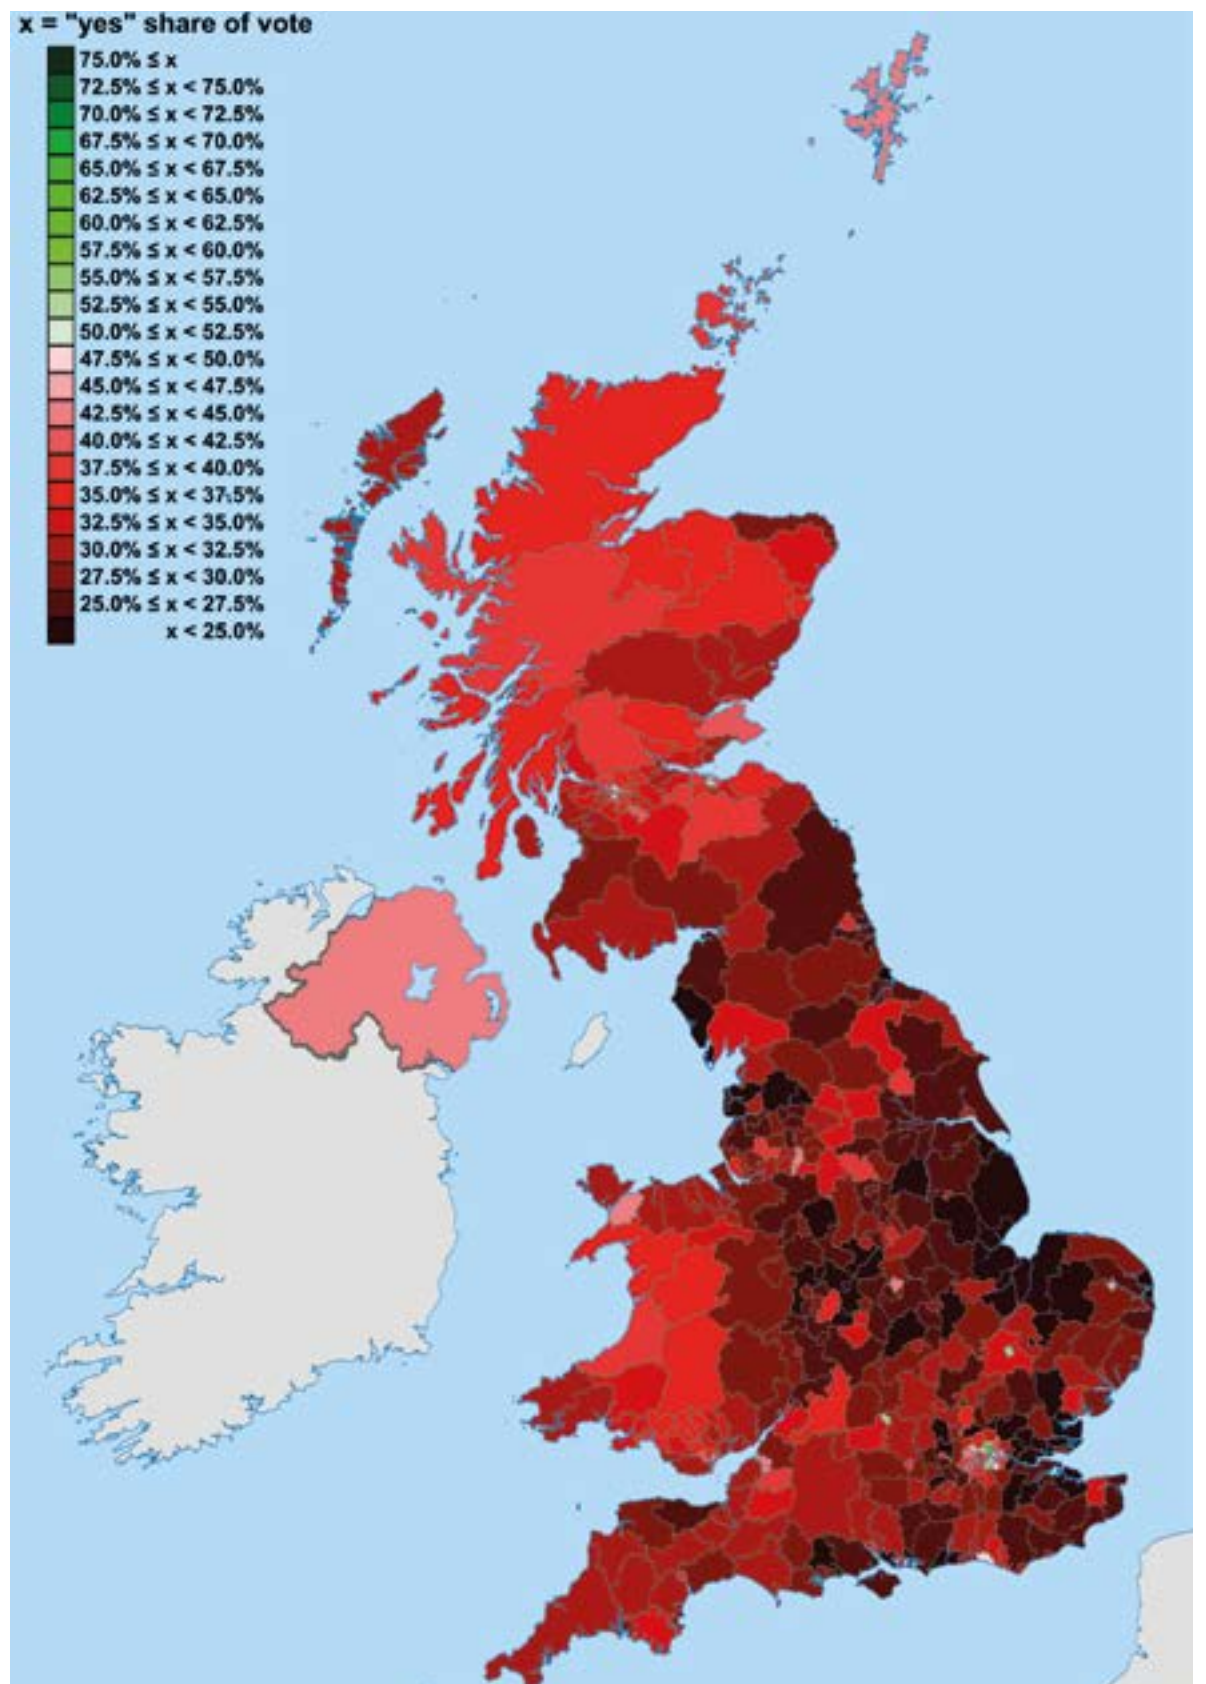 x = "yes" share of vote
75.0% ≤ x
72.5% ≤ x < 75.0%
70.0% ≤ x < 72.5%
67.5% ≤ x < 70.0%
65.0% ≤ x < 67.5%
62.5% ≤ x < 65.0%
60.0% ≤ x < 62.5%
57.5% ≤ x < 60.0%
55.0% ≤ x < 57.5%
52.5% ≤ x < 55.0%
50.0% ≤ x < 52.5%
47.5% ≤ x < 50.0%
45.0% ≤ x < 47.5%
42.5% ≤ x < 45.0%
40.0% ≤ x < 42.5%
37.5% ≤ x < 40.0%
35.0% ≤ x < 37.5%
32.5% ≤ x < 35.0%
30.0% ≤ x < 32.5%
27.5% ≤ x < 30.0%
25.0% ≤ x < 27.5%
x < 25.0%